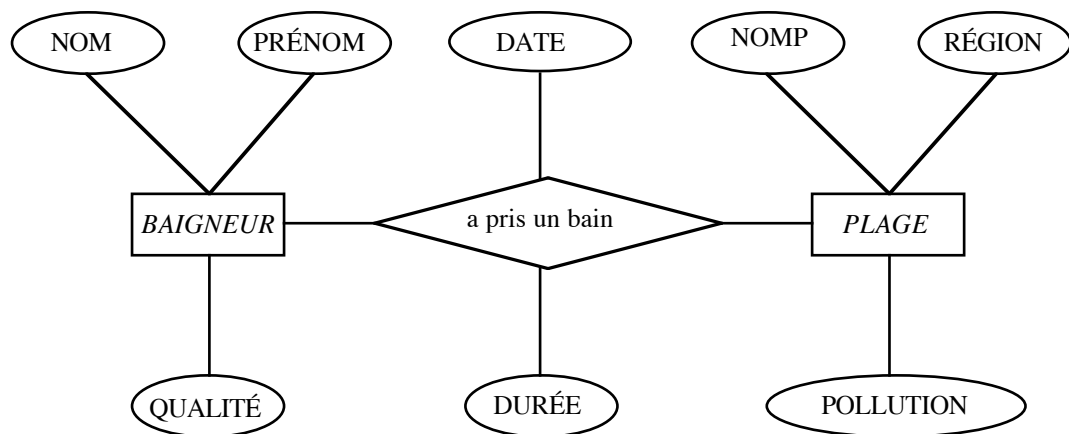 NOM
PRÉNOM
DATE
NOMP
RÉGION
BAIGNEUR
a pris un bain
PLAGE
QUALITÉ
DURÉE
POLLUTION